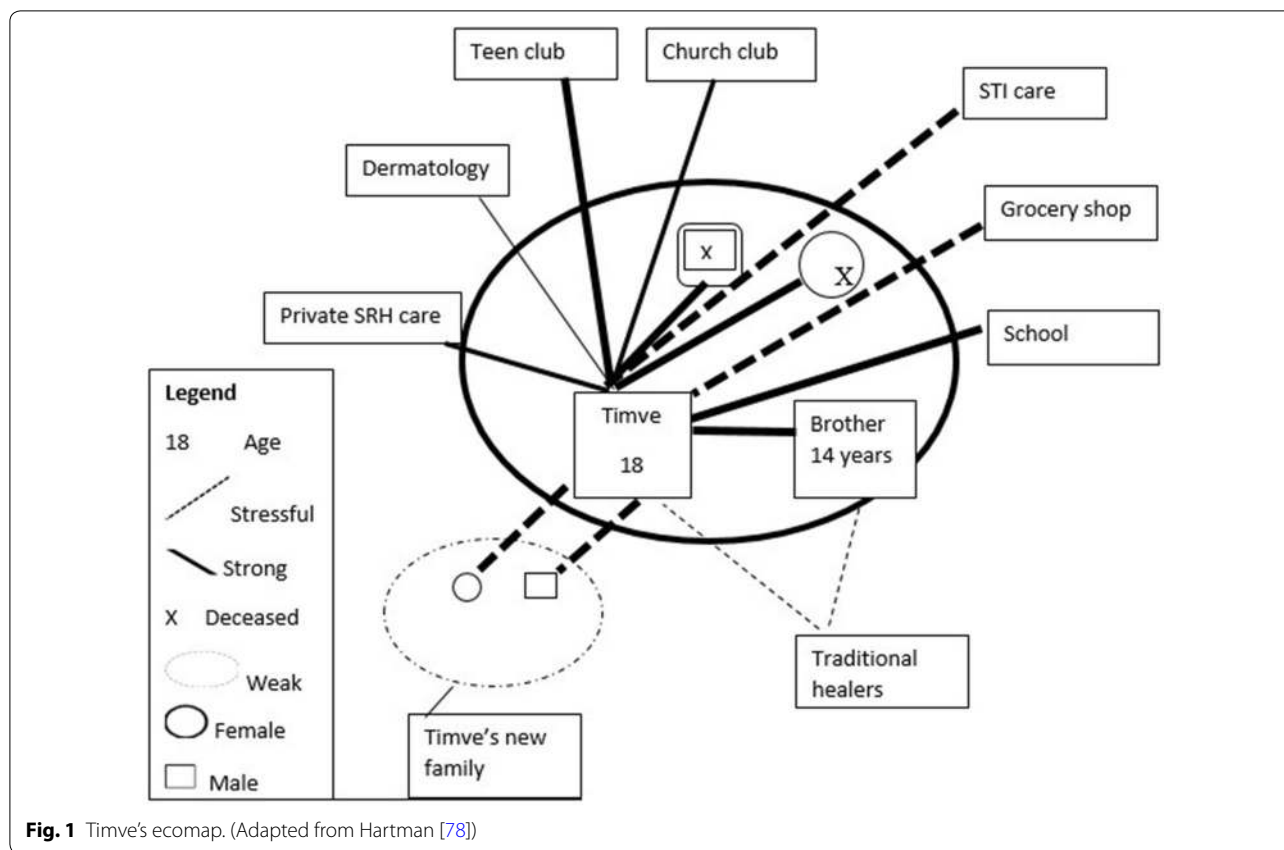 Teen club
Church club
STI care
Dermatology
Grocery shop
x
X
Private SRH care
School
Timve
18
Brother
14 years
Legend
18 Age
Stressful
Strong
X Deceased
Weak
Female
Male
Traditional
healers
Timve's new
family
Fig. 1 Timve's ecomap. (Adapted from Hartman [78])